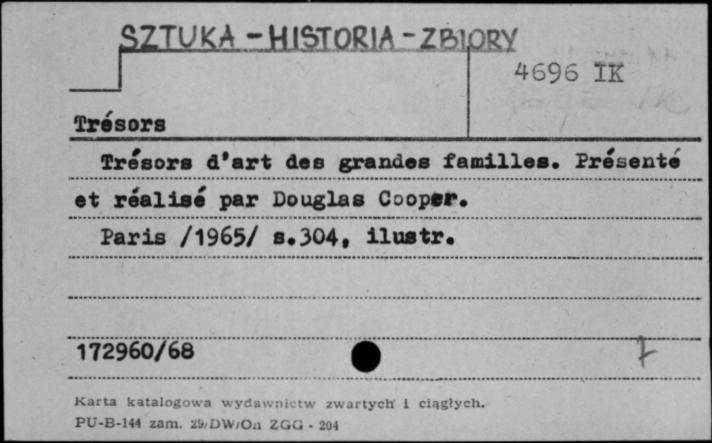 SZTUKA - HISTORIA - ZBIORY
4696 IK
Trésors
Trésors d'art des grandes familles. Présenté
et réalisé par Douglas Cooper.
Paris /1965/ s.304, ilustr.
172960/68
7
Karta katalogowa wydawnictw zwartych i ciągłych.
PU-B-144 zam. 29/DW/On ZGG - 204